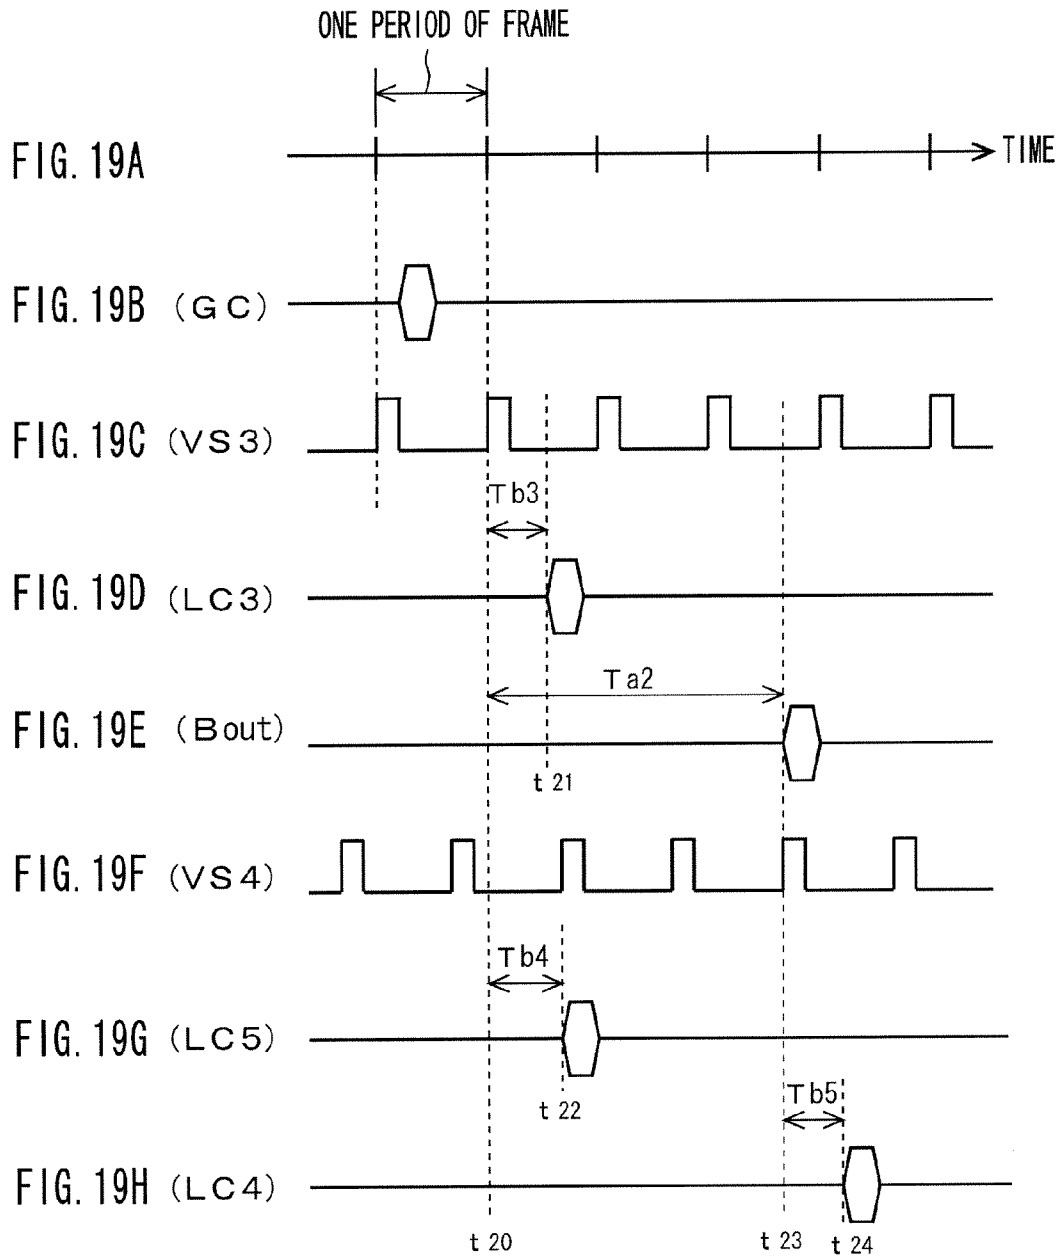 ONE PERIOD OF FRAME
FIG. 19A
TIME
FIG. 19B (GC)
FIG. 19C (VS3)
Tb3
FIG. 19D (LC3)
Ta2
FIG. 19E (Bout)
t 21
FIG. 19F (VS4)
Tb4
FIG. 19G (LC5)
Tb5
t 22
FIG. 19H (LC4)
t 20 t 23 t 24